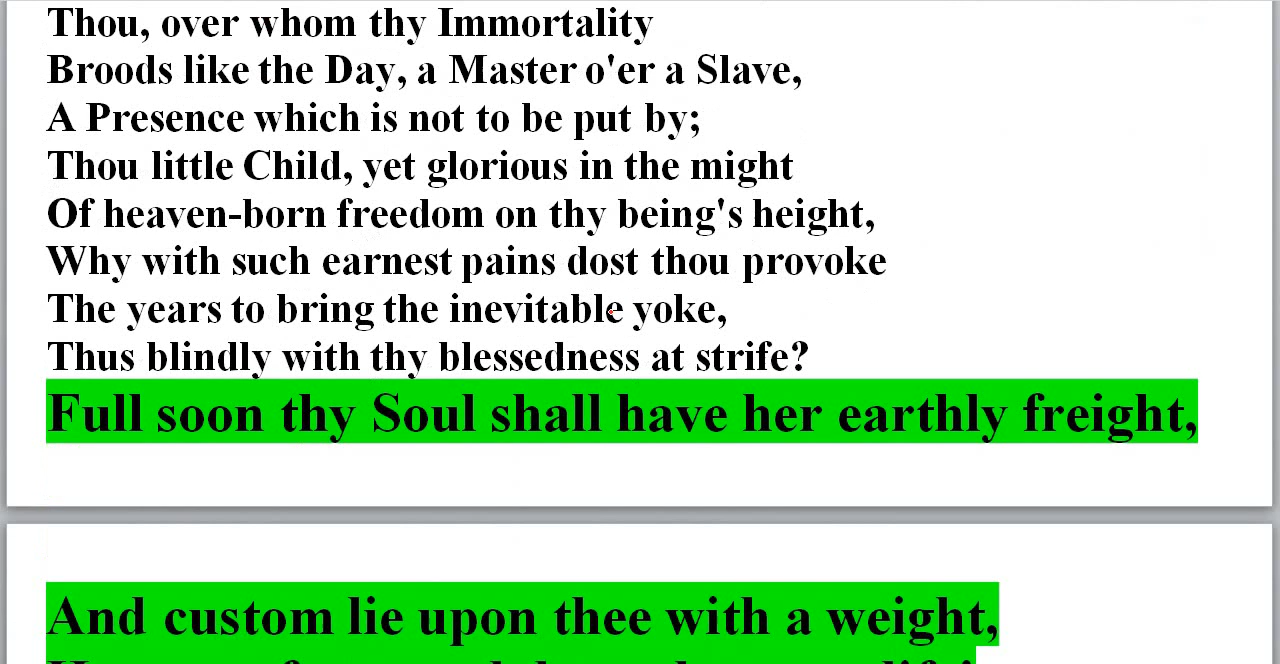 Thou, over whom thy Immortality
Broods like the Day, a Master o'er a Slave,
A Presence which is not to be put by;
Thou little Child, yet glorious in the might
Of heaven-born freedom on thy being's height,
Why with such earnest pains dost thou provoke
The years to bring the inevitable yoke,
Thus blindly with thy blessedness at strife?
Full soon thy Soul shall have her earthly freight,
And custom lie upon thee with a weight,